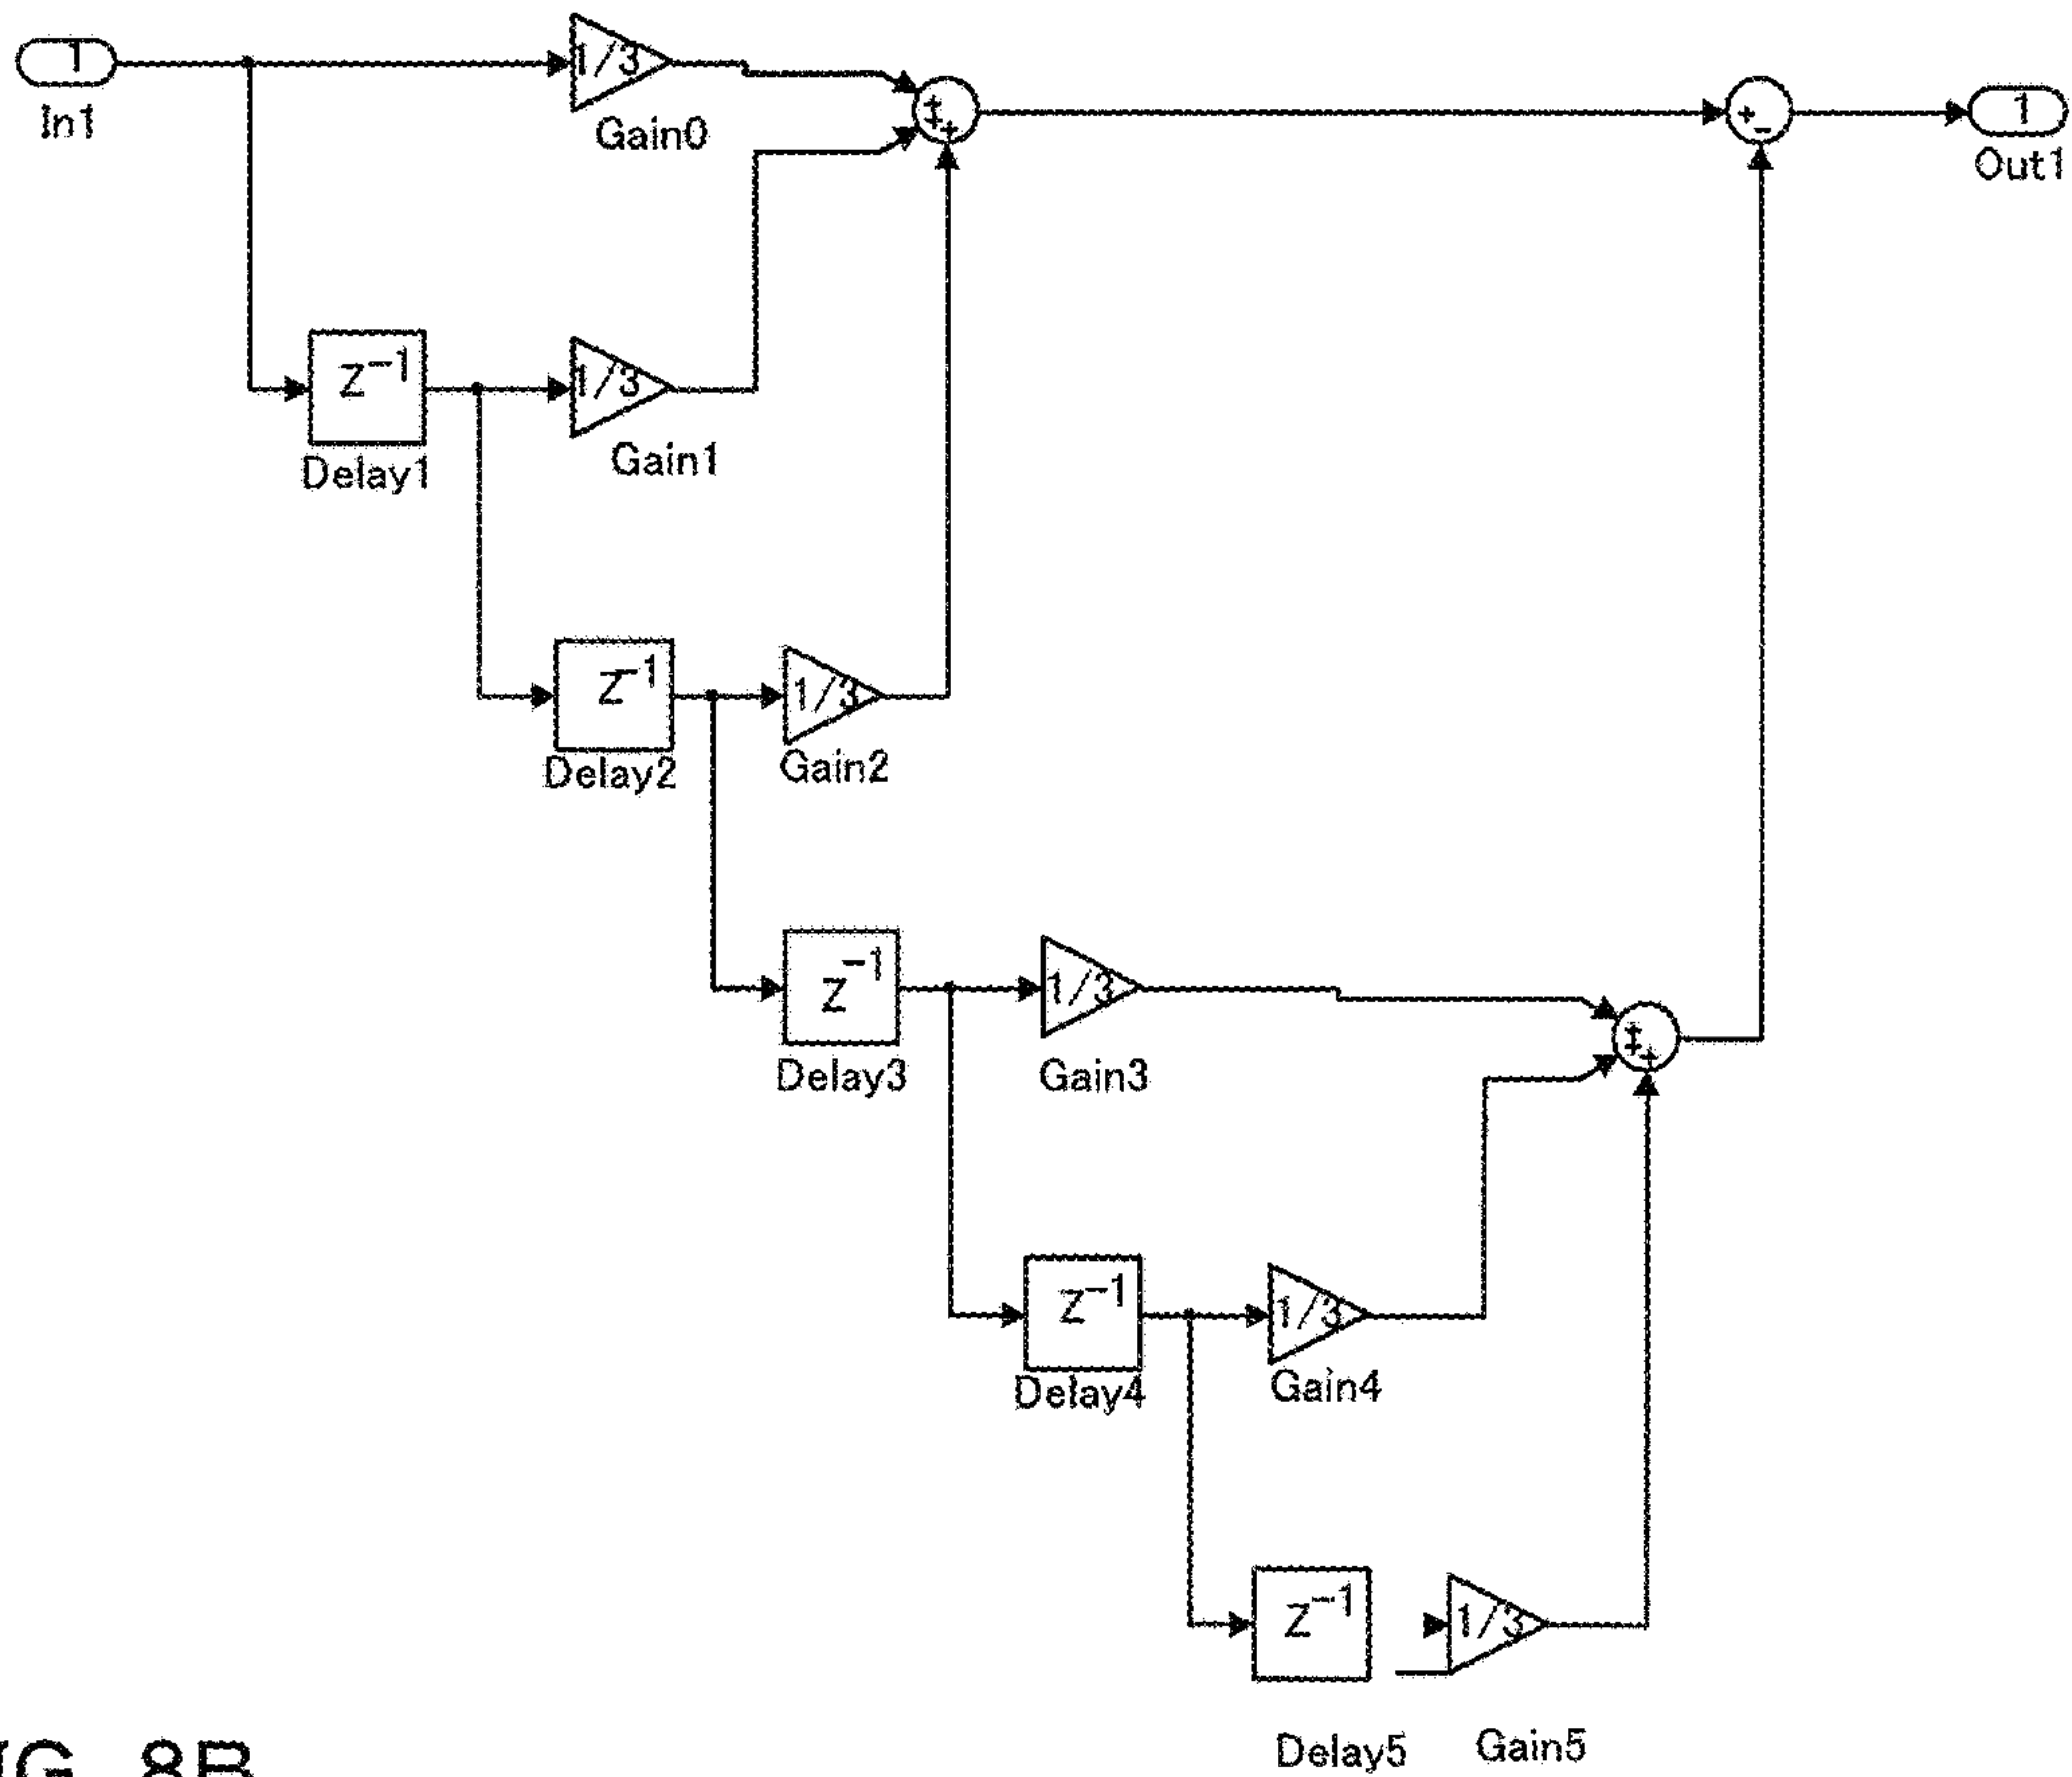 1
In1
1/3
Gain0
+
+
+
+
-
1
Out1
z⁻¹
Delay1
1/3
Gain1
z⁻¹
Delay2
1/3
Gain2
z⁻¹
Delay3
1/3
Gain3
+
+
+
z⁻¹
Delay4
1/3
Gain4
z⁻¹
Delay5
1/3
Gain5
8B